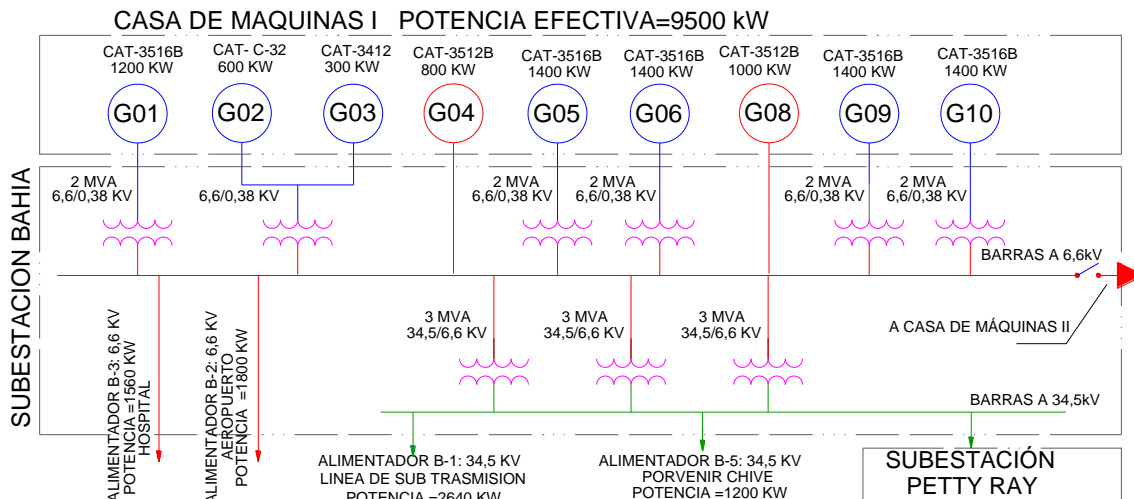 CASA DE MAQUINAS I POTENCIA EFECTIVA=9500 kW
CAT-3516B
1200 KW
CAT- C-32
600 KW
CAT-3412
300 KW
CAT-3512B
800 KW
CAT-3516B
1400 KW
CAT-3516B
1400 KW
CAT-3512B
1000 KW
CAT-3516B
1400 KW
CAT-3516B
1400 KW
G01
G02
G03
G04
G05
G06
G08
G09
G10
SUBESTACION BAHIA
2 MVA
6,6/0,38 KV
6,6/0,38 KV
2 MVA
6,6/0,38 KV
2 MVA
6,6/0,38 KV
2 MVA
6,6/0,38 KV
2 MVA
6,6/0,38 KV
BARRAS A 6,6kV
A CASA DE MÁQUINAS II
3 MVA
34,5/6,6 KV
3 MVA
34,5/6,6 KV
3 MVA
34,5/6,6 KV
BARRAS A 34,5kV
ALIMENTADOR B-3: 6,6 KV
POTENCIA =1560 KW
HOSPITAL
ALIMENTADOR B-2: 6,6 KV
AEROPUERTO
POTENCIA =1800 KW
ALIMENTADOR B-1: 34,5 KV
LINEA DE SUB TRASMISION
POTENCIA =2640 KW
ALIMENTADOR B-5: 34,5 KV
PORVENIR CHIVE
POTENCIA =1200 KW
SUBESTACIÓN
PETTY RAY